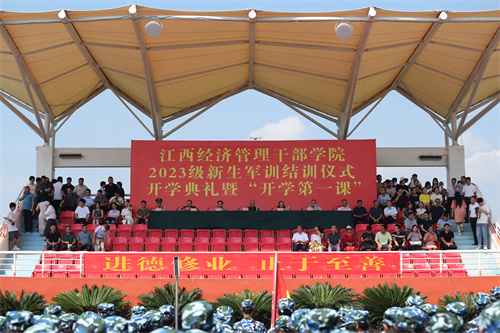 江西经济管理干部学院
2023级新生军训结训仪式
开学典礼暨“开学第一课”
进德修业 止于至善